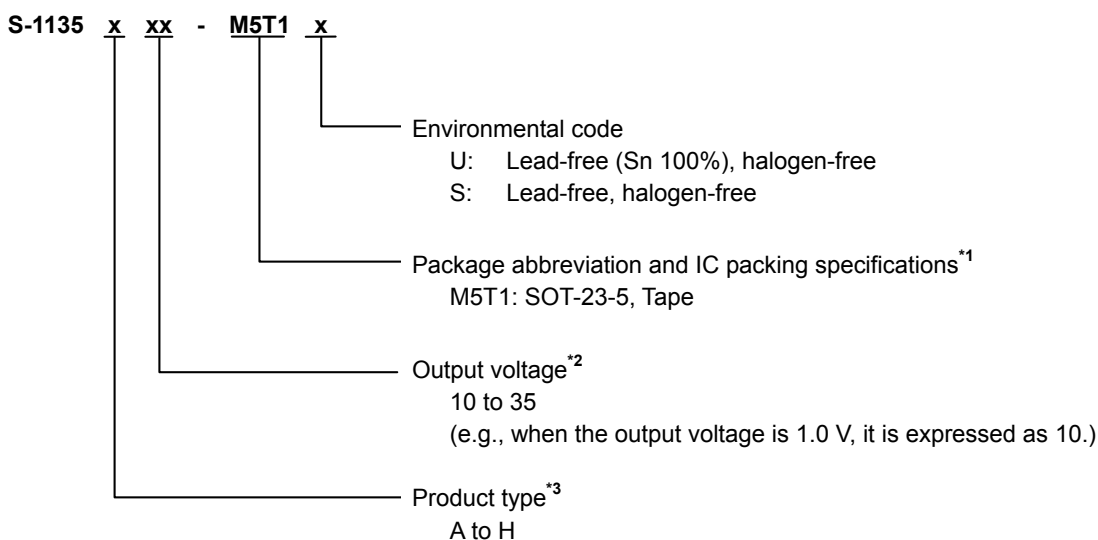 S-1135 x xx - M5T1 x
Environmental code
U: Lead-free (Sn 100%), halogen-free
S: Lead-free, halogen-free
Package abbreviation and IC packing specifications*1
M5T1: SOT-23-5, Tape
Output voltage*2
10 to 35
(e.g., when the output voltage is 1.0 V, it is expressed as 10.)
Product type*3
A to H